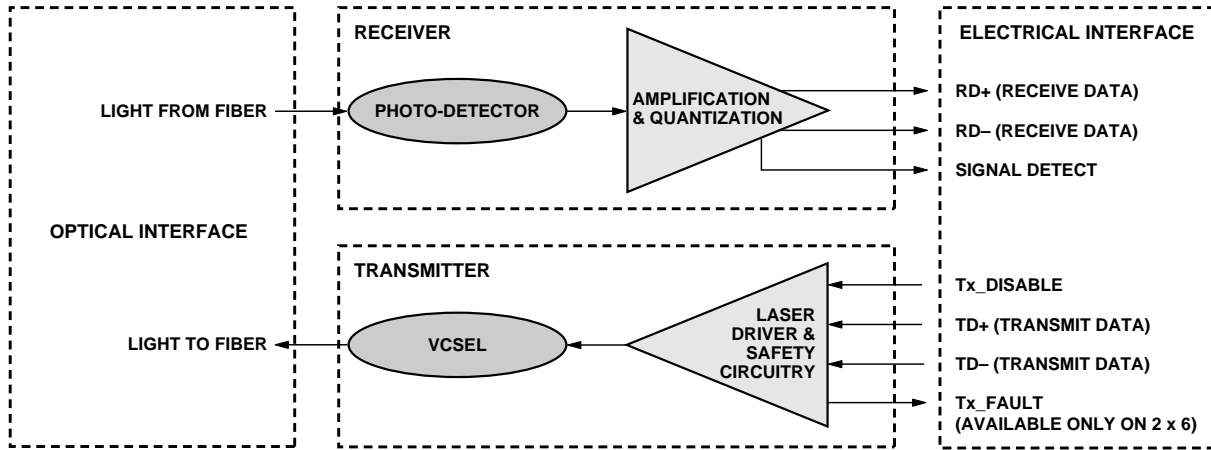 RECEIVER
ELECTRICAL INTERFACE
LIGHT FROM FIBER
PHOTO-DETECTOR
AMPLIFICATION
& QUANTIZATION
RD+ (RECEIVE DATA)
RD– (RECEIVE DATA)
SIGNAL DETECT
OPTICAL INTERFACE
TRANSMITTER
LIGHT TO FIBER
VCSEL
LASER
DRIVER &
SAFETY
CIRCUITRY
Tx_DISABLE
TD+ (TRANSMIT DATA)
TD– (TRANSMIT DATA)
Tx_FAULT
(AVAILABLE ONLY ON 2 x 6)